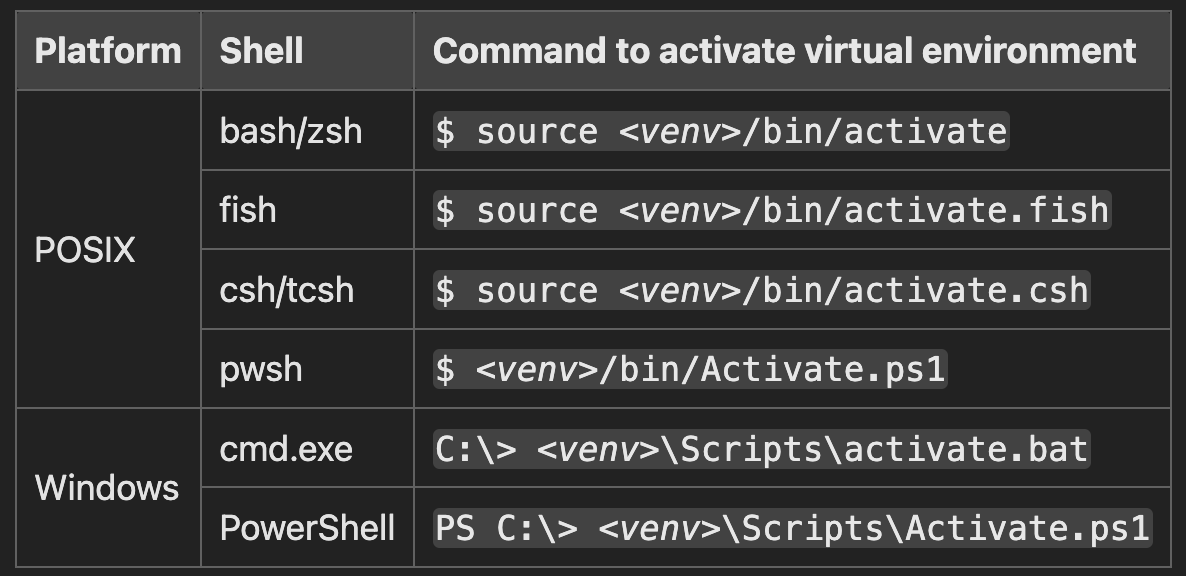 Platform Shell Command to activate virtual environment
POSIX
bash/zsh $ source <venv>/bin/activate
fish $ source <venv>/bin/activate.fish
csh/tcsh $ source <venv>/bin/activate.csh
pwsh $ <venv>/bin/Activate.ps1
Windows
cmd.exe C:\> <venv>\Scripts\activate.bat
PowerShell PS C:\> <venv>\Scripts\Activate.ps1